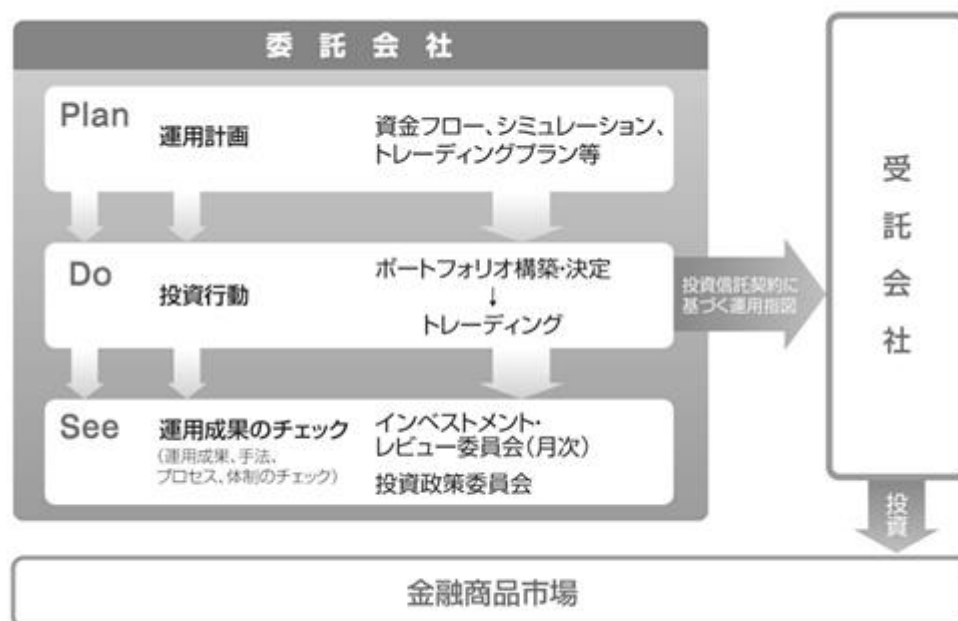 委託会社
Plan
運用計画
資金フロー、シミュレーション、
トレーディングプラン等
Do
投資行動
ポートフォリオ構築・決定
↓
トレーディング
See
運用成果のチェック
(運用成果、手法、
プロセス、体制のチェック)
インベストメント・
レビュー委員会(月次)
投資政策委員会
投資信託契約に
基づく運用指図
受託会社
投資
金融商品市場